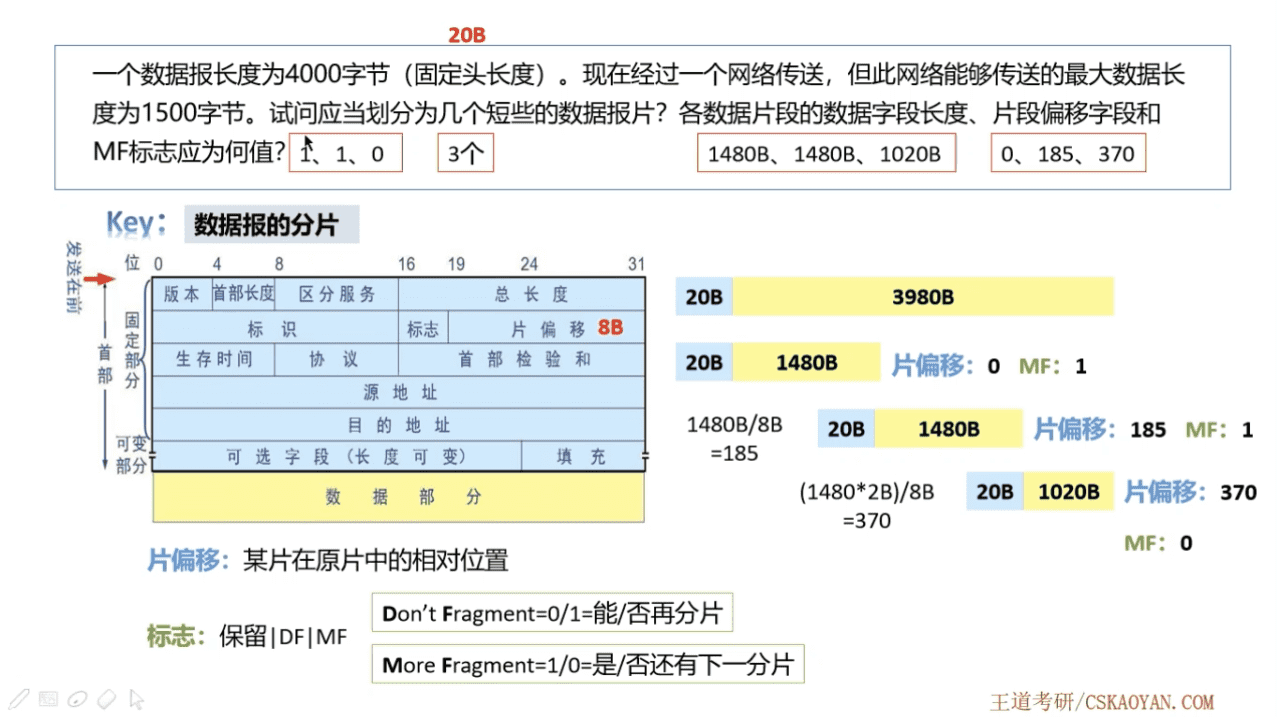 20B
一个数据报长度为4000字节（固定头长度）。现在经过一个网络传送，但此网络能够传送的最大数据长
度为1500字节。试问应当划分为几个短些的数据报片？各数据片段的数据字段长度、片段偏移字段和
MF标志应为何值？ 1、1、0 3个 1480B、1480B、1020B 0、185、370
Key： 数据报的分片
发送在前
位 0 4 8 16 19 24 31
版本 首部长度 区分服务 总长度
标识 标志 片偏移 8B
生存时间 协议 首部检验和
源地址
目的地址
可选字段（长度可变） 填充
数据部分
首部
固定部分
可变部分
20B 3980B
20B 1480B 片偏移：0 MF：1
1480B/8B
=185
20B 1480B 片偏移：185 MF：1
(1480*2B)/8B
=370
20B 1020B 片偏移：370
MF：0
片偏移：某片在原片中的相对位置
标志：保留|DF|MF
Don’t Fragment=0/1=能/否再分片
More Fragment=1/0=是/否还有下一分片
王道考研/CSKAOYAN.COM